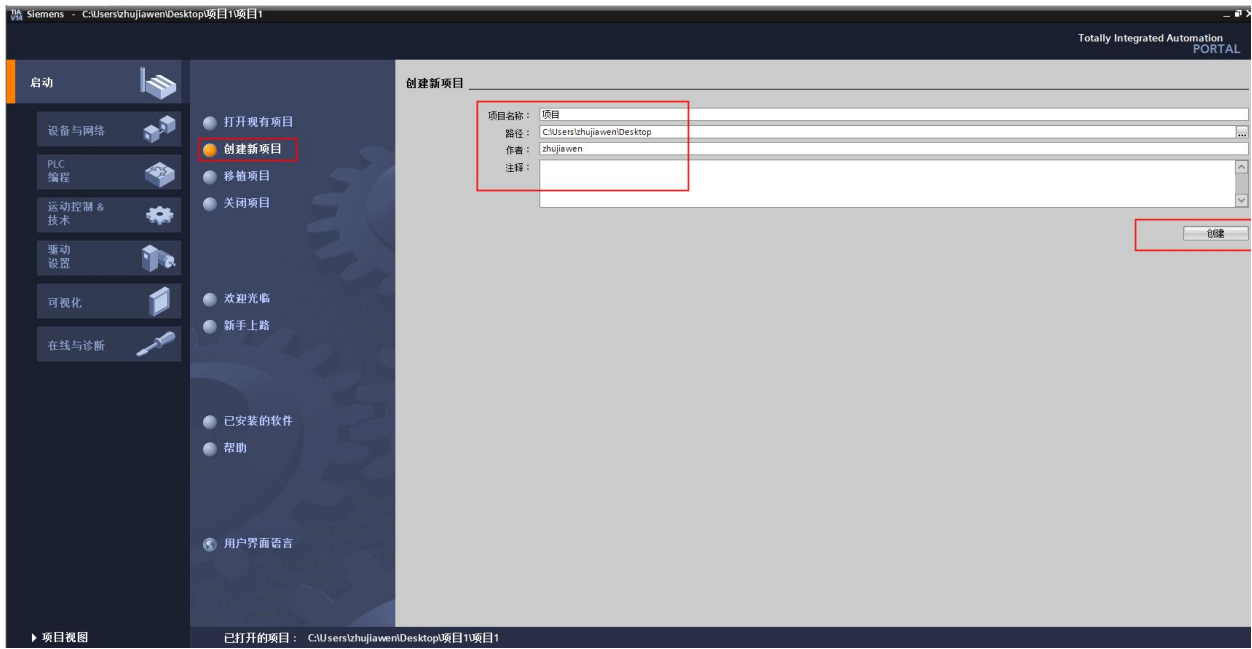 TIA
V14
Siemens - C:\Users\zhujiawen\Desktop\项目1\项目1
Totally Integrated Automation
PORTAL
启动
设备与网络
PLC
编程
运动控制 &
技术
驱动
设置
可视化
在线与诊断
项目视图
打开现有项目
创建新项目
移植项目
关闭项目
欢迎光临
新手上路
已安装的软件
帮助
用户界面语言
创建新项目
项目名称： 项目
路径： C:\Users\zhujiawen\Desktop
...
作者： zhujiawen
注释：
创建
已打开的项目： C:\Users\zhujiawen\Desktop\项目1\项目1